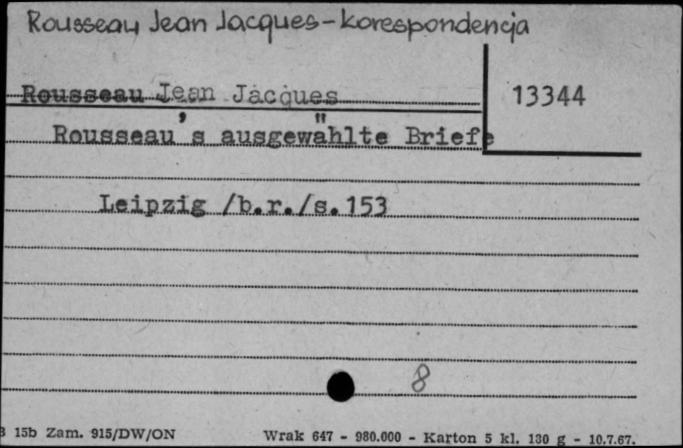 Rousseau Jean Jacques - korespondencja
Rousseau Jean Jacques
13344
Rousseau's ausgewählte Briefe
Leipzig /b.r./s.153
8
B 15b Zam. 915/DW/ON
Wrak 647 - 980.000 - Karton 5 kl. 130 g - 10.7.67.